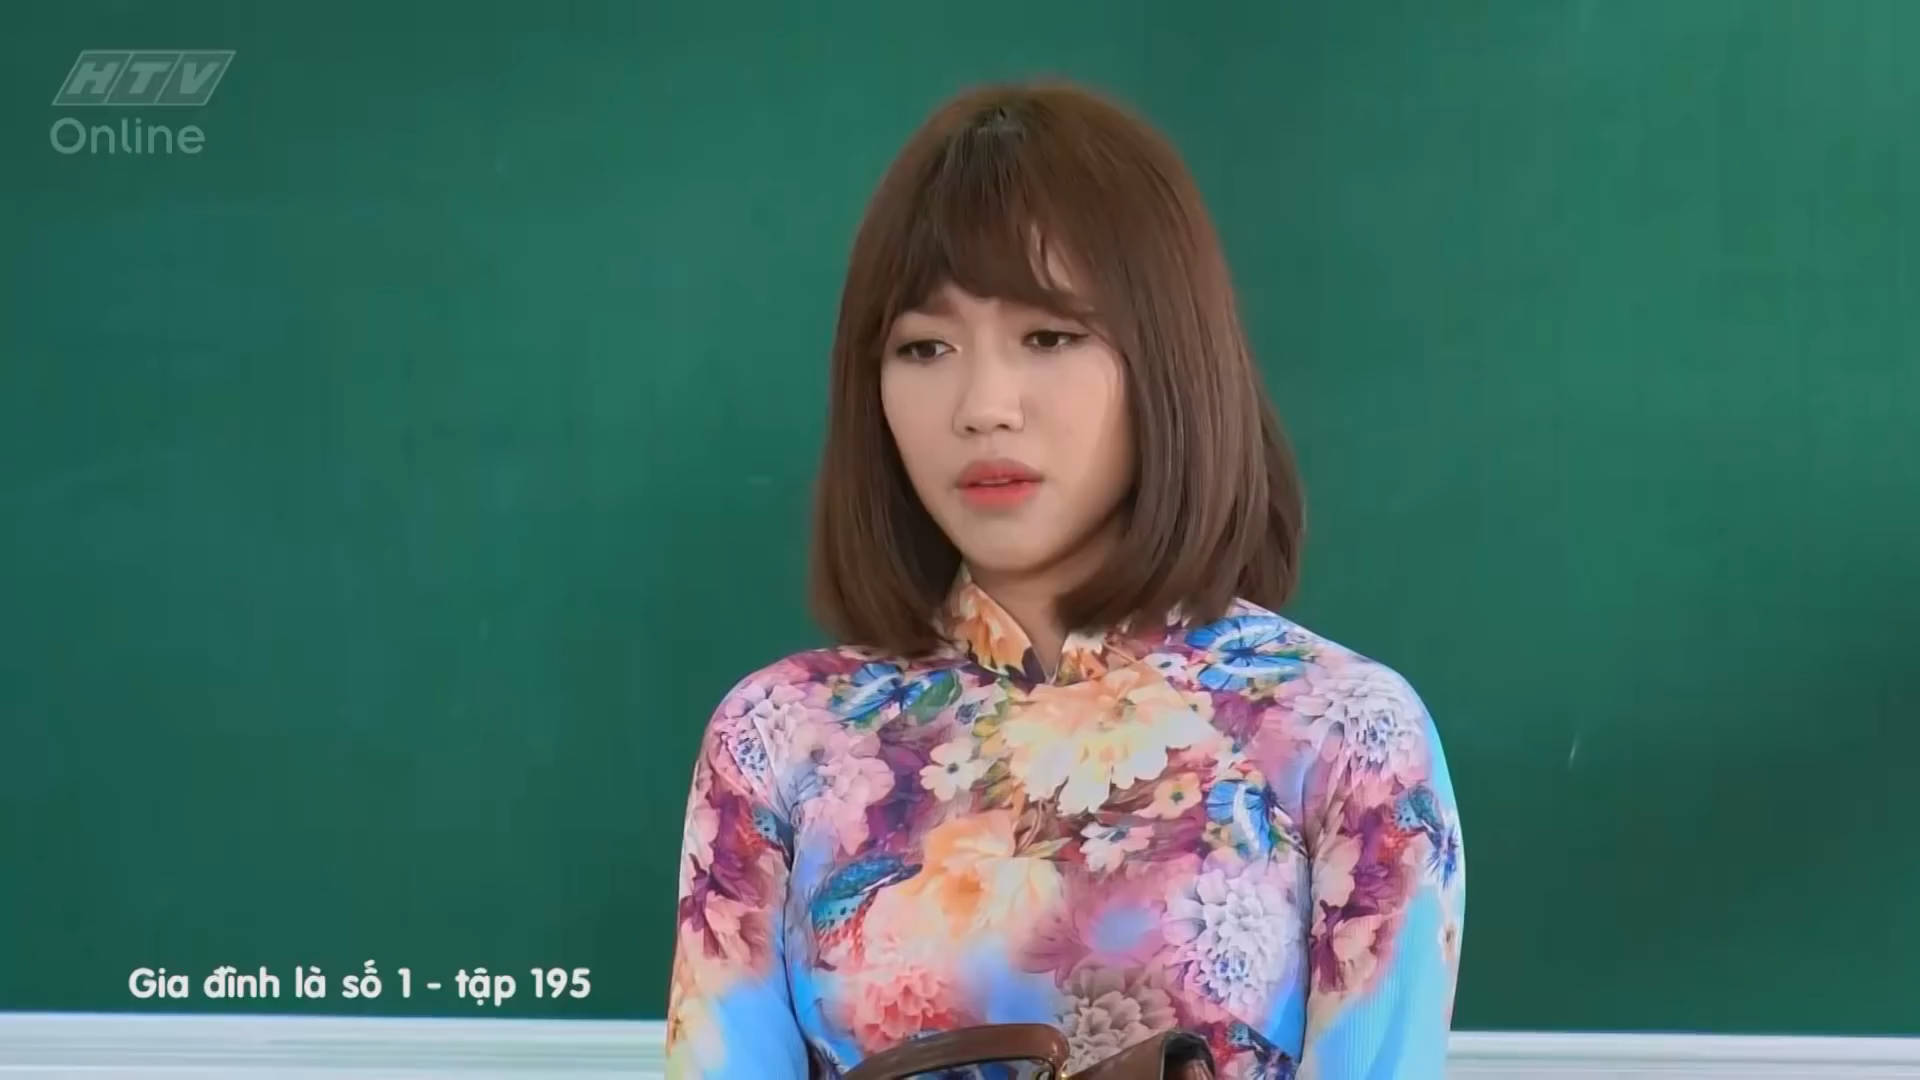 HTV
Online
Gia đình là số 1 - tập 195